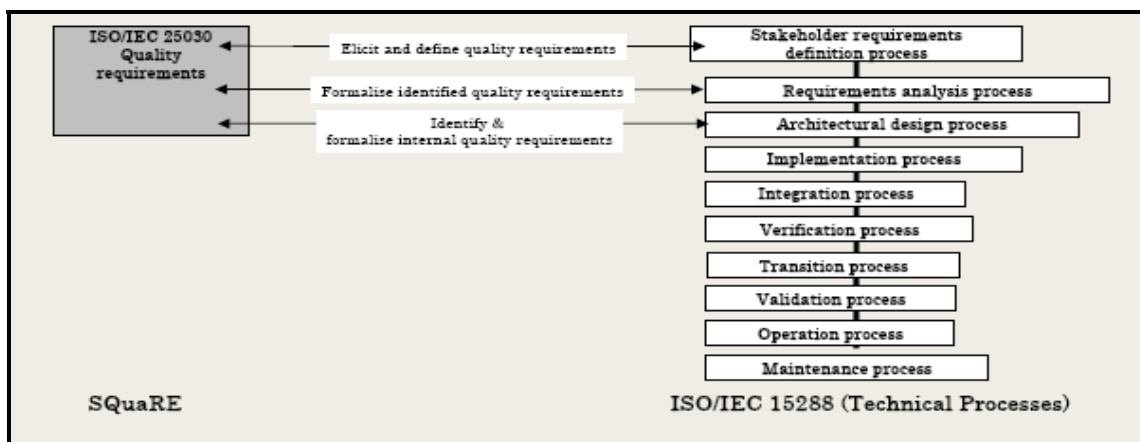 ISO/IEC 25030
Quality
requirements
Elicit and define quality requirements
Stakeholder requirements
definition process
Formalise identified quality requirements
Requirements analysis process
Identify &
formalise internal quality requirements
Architectural design process
Implementation process
Integration process
Verification process
Transition process
Validation process
Operation process
Maintenance process
SQuaRE
ISO/IEC 15288 (Technical Processes)